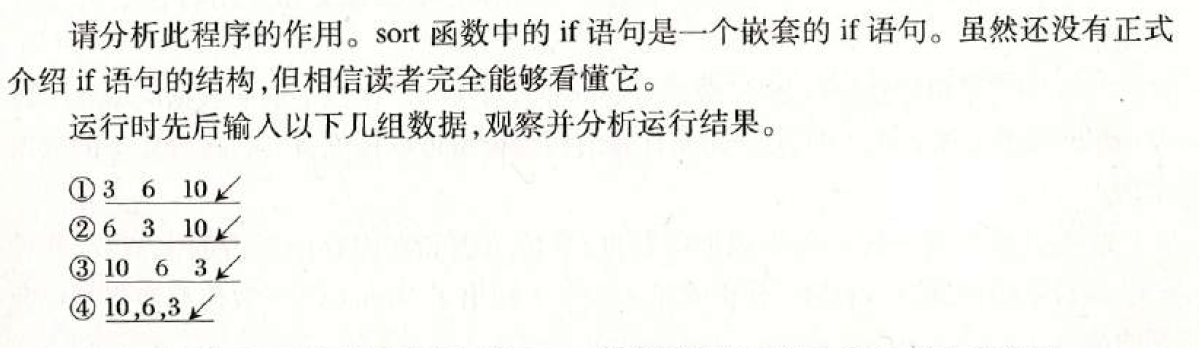 请分析此程序的作用。sort 函数中的 if 语句是一个嵌套的 if 语句。虽然还没有正式
介绍 if 语句的结构,但相信读者完全能够看懂它。
运行时先后输入以下几组数据,观察并分析运行结果。
① 3 6 10↙
② 6 3 10↙
③ 10 6 3↙
④ 10,6,3↙